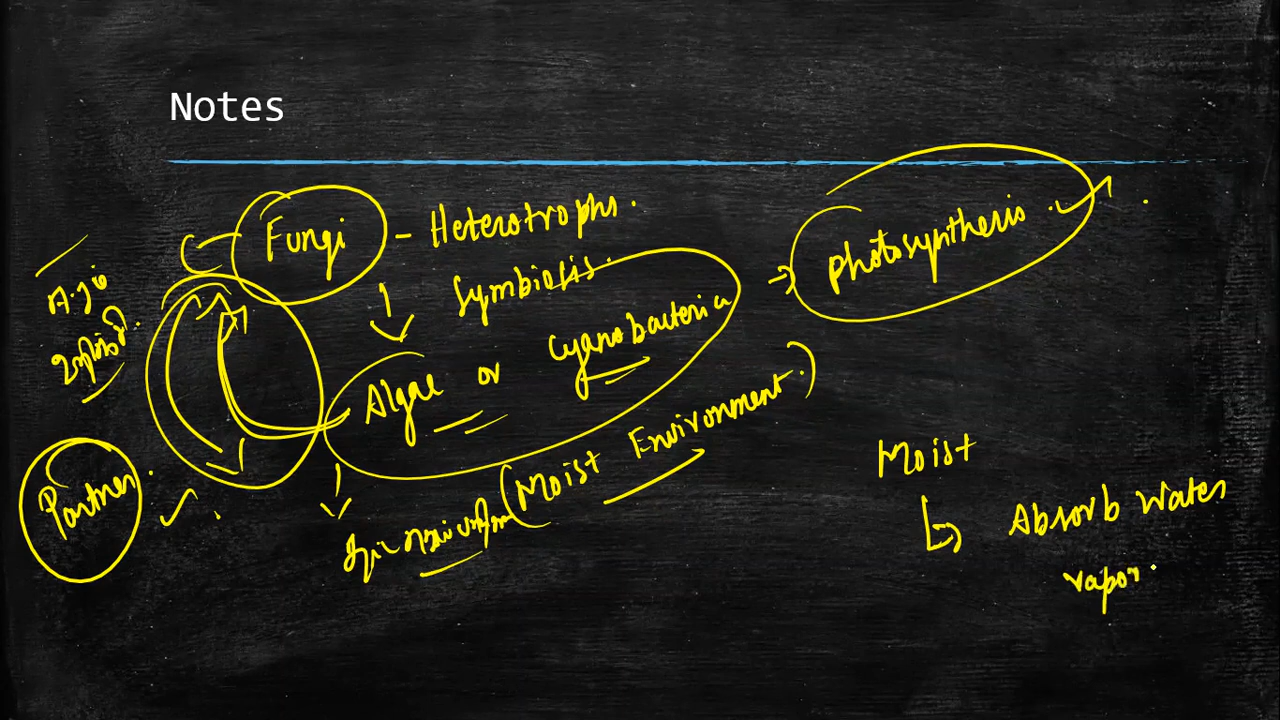 Notes
Fungi - Heterotrophs.
Symbiosis.
Algae or Cyanobacteria
Photosynthesis.
(Moist Environment.)
Partner
Moist
Absorb Water
vapor